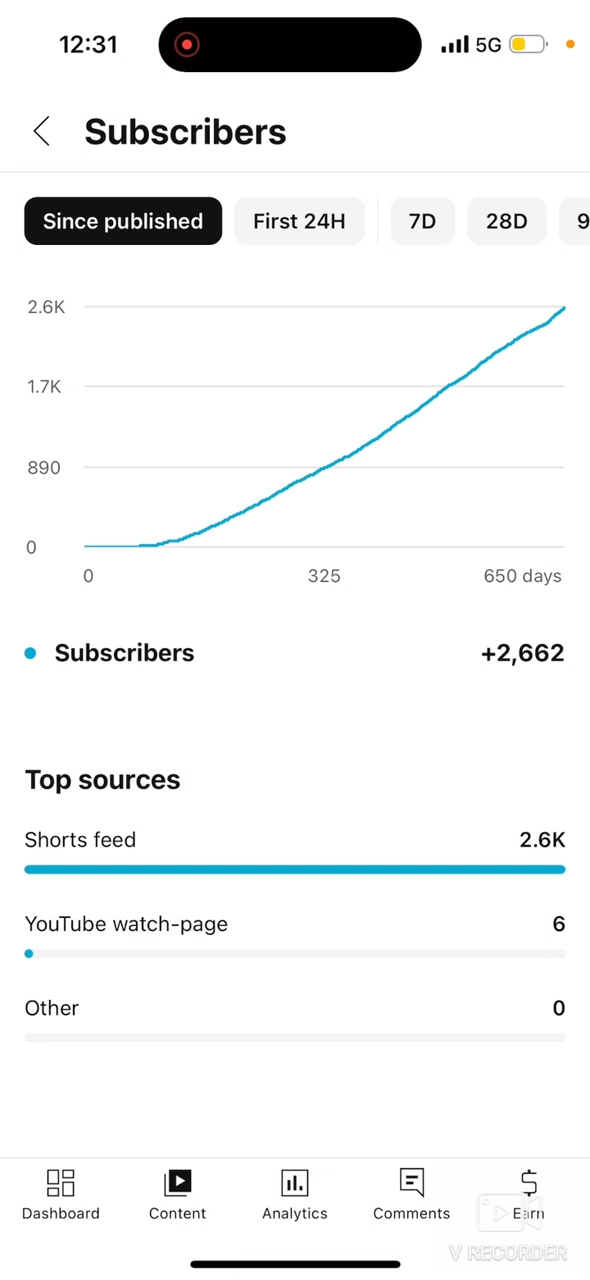 12:31
5G
Subscribers
Since published
First 24H
7D
28D
9
2.6K
1.7K
890
0
0
325
650 days
Subscribers
+2,662
Top sources
Shorts feed
2.6K
YouTube watch-page
6
Other
0
Dashboard
Content
Analytics
Comments
Earn
V RECORDER